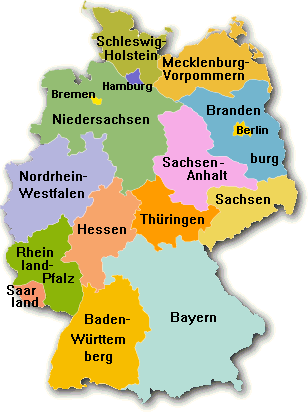 Schleswig-
Holstein
Mecklenburg-
Vorpommern
Hamburg
Bremen
Niedersachsen
Branden
Berlin
burg
Sachsen-
Anhalt
Nordrhein-
Westfalen
Sachsen
Thüringen
Hessen
Rhein
land-
Pfalz
Saar
land
Baden-
Württem
berg
Bayern